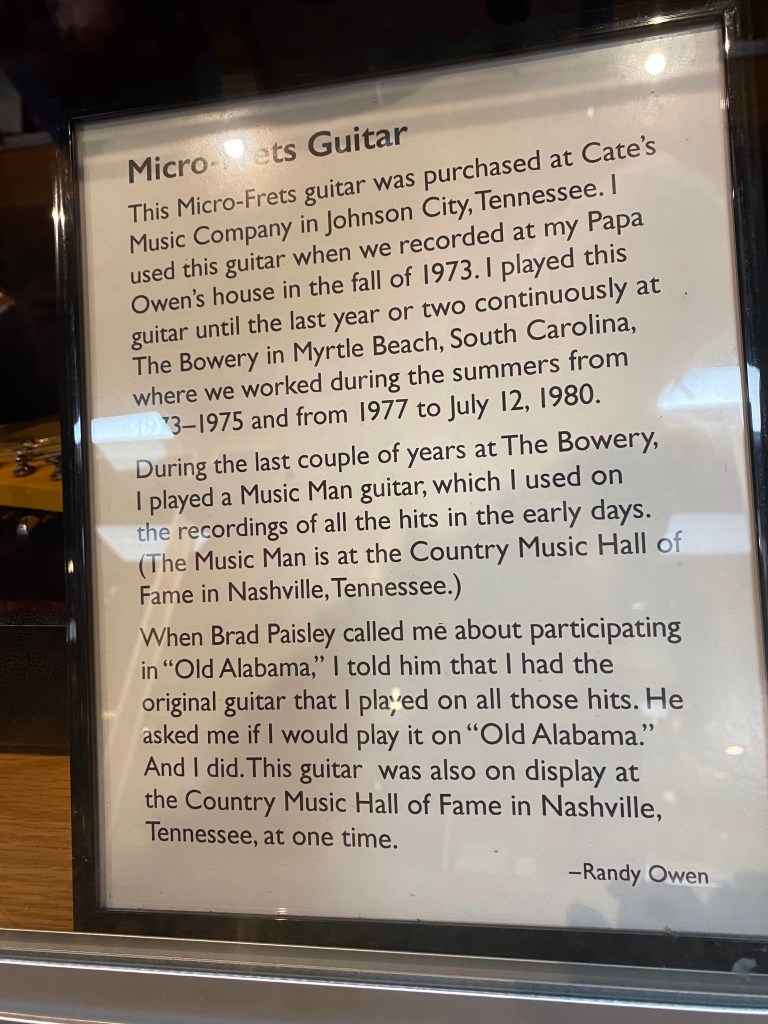 Micro-Frets Guitar
This Micro-Frets guitar was purchased at Cate's
Music Company in Johnson City, Tennessee. I
used this guitar when we recorded at my Papa
Owen's house in the fall of 1973. I played this
guitar until the last year or two continuously at
The Bowery in Myrtle Beach, South Carolina,
where we worked during the summers from
1973–1975 and from 1977 to July 12, 1980.
During the last couple of years at The Bowery,
I played a Music Man guitar, which I used on
the recordings of all the hits in the early days.
(The Music Man is at the Country Music Hall of
Fame in Nashville, Tennessee.)
When Brad Paisley called me about participating
in “Old Alabama,” I told him that I had the
original guitar that I played on all those hits. He
asked me if I would play it on “Old Alabama.”
And I did. This guitar was also on display at
the Country Music Hall of Fame in Nashville,
Tennessee, at one time.
–Randy Owen